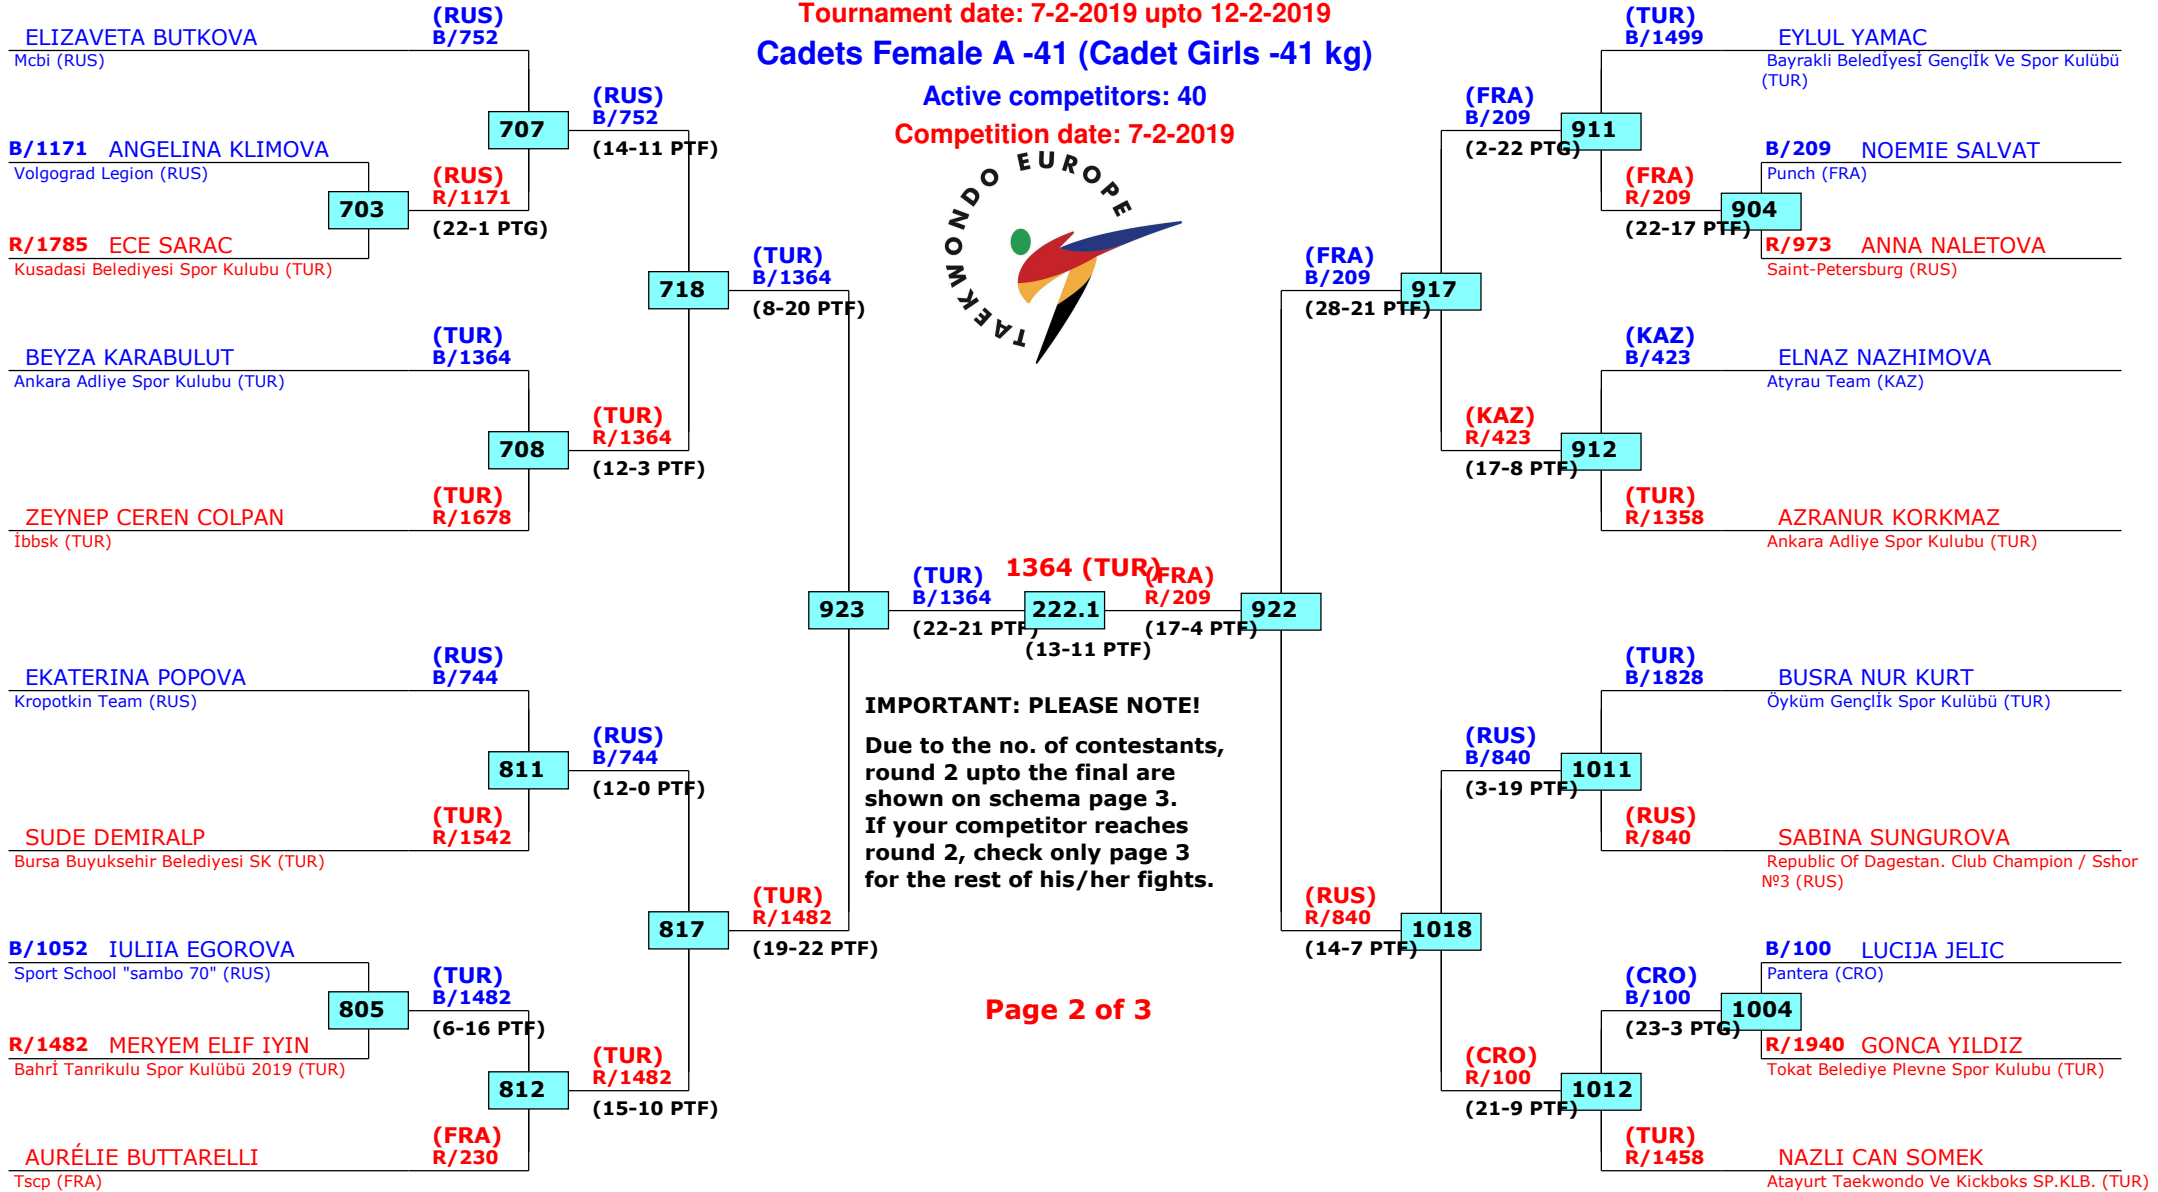 Tournament date: 7-2-2019 upto 12-2-2019
Cadets Female A -41 (Cadet Girls -41 kg)
Active competitors: 40
Competition date: 7-2-2019
TAEKWONDO EUROPE
ELIZAVETA BUTKOVA
Mcbi (RUS)
(RUS)
B/752
B/1171 ANGELINA KLIMOVA
Volgograd Legion (RUS)
703
R/1785 ECE SARAC
Kusadasi Belediyesi Spor Kulubu (TUR)
(RUS)
R/1171
(22-1 PTG)
707
(RUS)
B/752
(14-11 PTF)
BEYZA KARABULUT
Ankara Adliye Spor Kulubu (TUR)
(TUR)
B/1364
708
ZEYNEP CEREN COLPAN
İbbsk (TUR)
(TUR)
R/1678
(TUR)
R/1364
(12-3 PTF)
718
(TUR)
B/1364
(8-20 PTF)
EKATERINA POPOVA
Kropotkin Team (RUS)
(RUS)
B/744
811
SUDE DEMIRALP
Bursa Buyuksehir Belediyesi SK (TUR)
(TUR)
R/1542
(RUS)
B/744
(12-0 PTF)
B/1052 IULIIA EGOROVA
Sport School "sambo 70" (RUS)
805
R/1482 MERYEM ELIF IYIN
Bahrİ Tanrikulu Spor Kulübü 2019 (TUR)
(TUR)
B/1482
(6-16 PTF)
812
AURÉLIE BUTTARELLI
Tscp (FRA)
(FRA)
R/230
(TUR)
R/1482
(15-10 PTF)
817
(TUR)
R/1482
(19-22 PTF)
923
(TUR)
B/1364
(22-21 PTF)
1364 (TUR)
222.1
(13-11 PTF)
(FRA)
R/209
(17-4 PTF)
922
IMPORTANT: PLEASE NOTE!
Due to the no. of contestants,
round 2 upto the final are
shown on schema page 3.
If your competitor reaches
round 2, check only page 3
for the rest of his/her fights.
Page 2 of 3
(TUR)
B/1499
EYLUL YAMAC
Bayrakli Beledİyesİ Gençlİk Ve Spor Kulübü
(TUR)
(FRA)
B/209
(2-22 PTG)
911
B/209 NOEMIE SALVAT
Punch (FRA)
(FRA)
R/209
(22-17 PTF)
904
R/973 ANNA NALETOVA
Saint-Petersburg (RUS)
(FRA)
B/209
(28-21 PTF)
917
(KAZ)
B/423
ELNAZ NAZHIMOVA
Atyrau Team (KAZ)
(KAZ)
R/423
(17-8 PTF)
912
(TUR)
R/1358
AZRANUR KORKMAZ
Ankara Adliye Spor Kulubu (TUR)
(TUR)
B/1828
BUSRA NUR KURT
Öyküm Gençlİk Spor Kulübü (TUR)
(RUS)
B/840
(3-19 PTF)
1011
(RUS)
R/840
SABINA SUNGUROVA
Republic Of Dagestan. Club Champion / Sshor
№3 (RUS)
(RUS)
R/840
(14-7 PTF)
1018
B/100 LUCIJA JELIC
Pantera (CRO)
(CRO)
B/100
(23-3 PTG)
1004
R/1940 GONCA YILDIZ
Tokat Belediye Plevne Spor Kulubu (TUR)
(CRO)
R/100
(21-9 PTF)
1012
(TUR)
R/1458
NAZLI CAN SOMEK
Atayurt Taekwondo Ve Kickboks SP.KLB. (TUR)